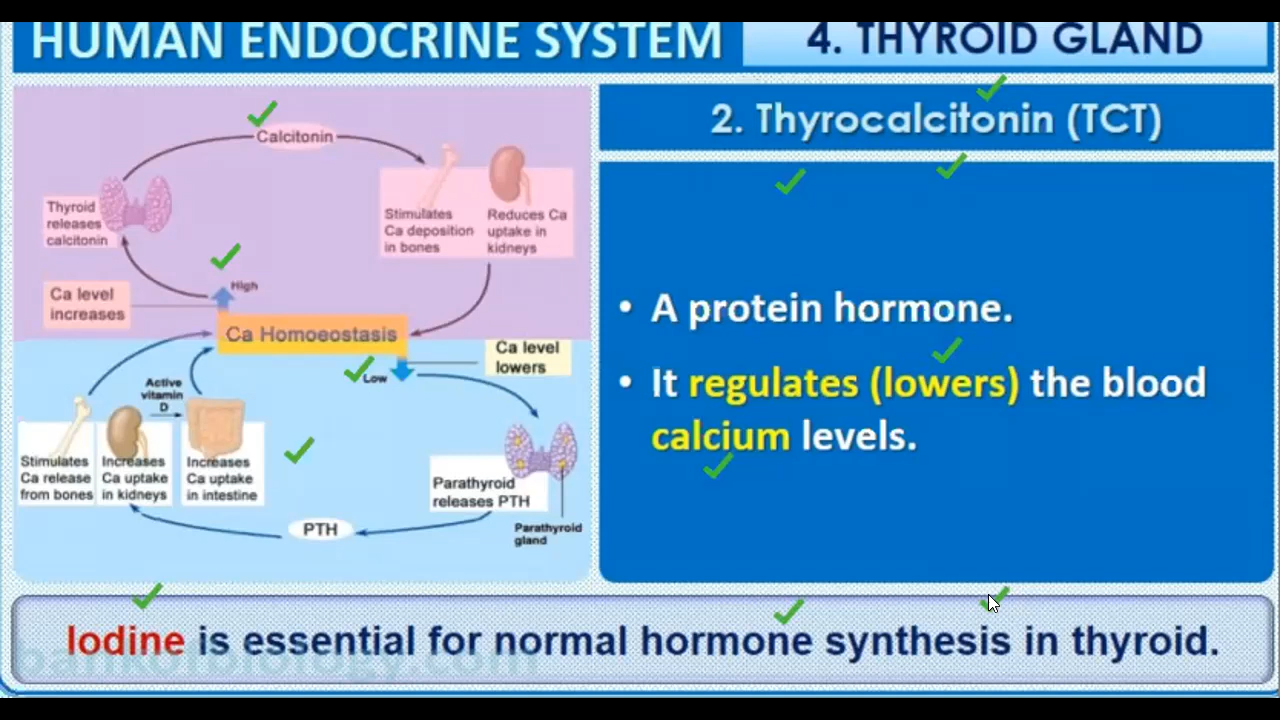 HUMAN ENDOCRINE SYSTEM
4. THYROID GLAND
Calcitonin
Thyroid
releases
calcitonin
Stimulates
Ca deposition
in bones
Reduces Ca
uptake in
kidneys
High
Ca level
increases
Ca Homoeostasis
Ca level
lowers
Low
Active
vitamin
D
Stimulates
Ca release
from bones
Increases
Ca uptake
in kidneys
Increases
Ca uptake
in intestine
Parathyroid
releases PTH
PTH
Parathyroid
gland
2. Thyrocalcitonin (TCT)
• A protein hormone.
• It regulates (lowers) the blood
calcium levels.
Iodine is essential for normal hormone synthesis in thyroid.
bankofbiology.com